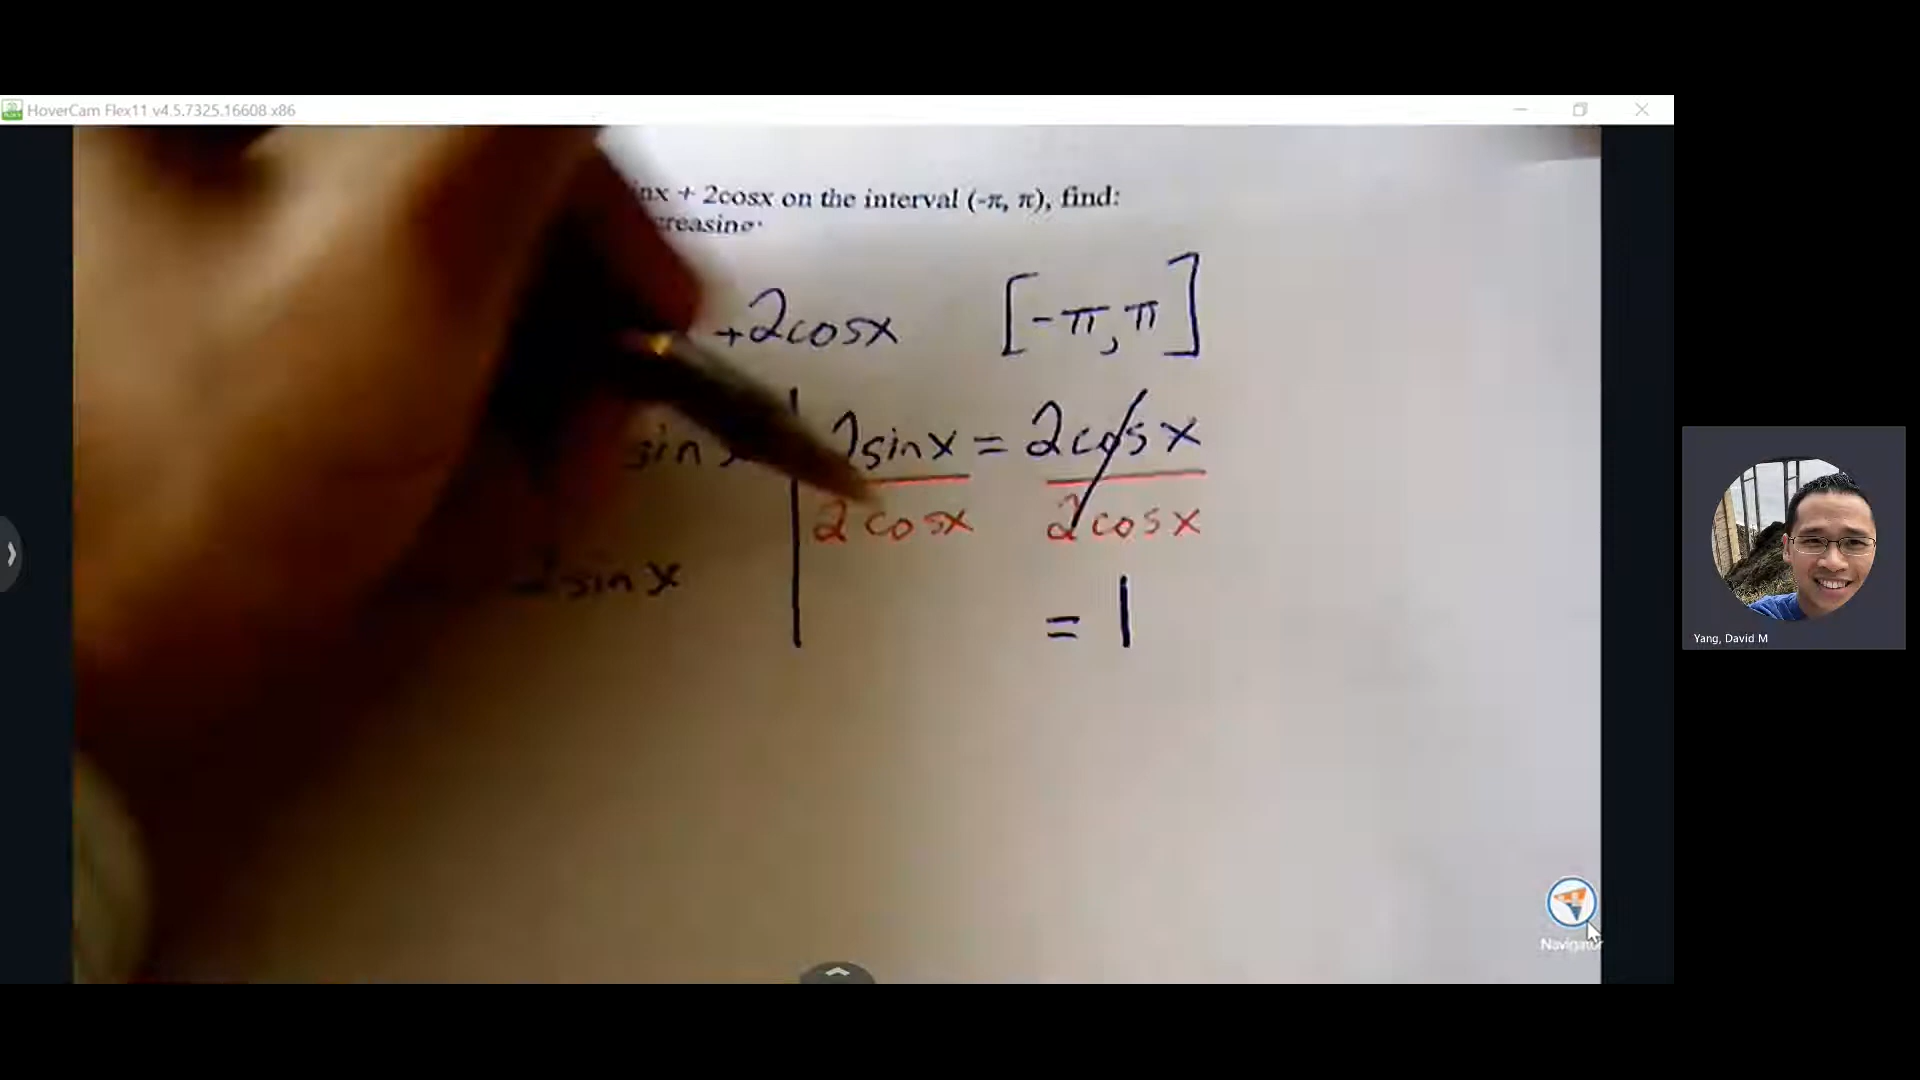 HoverCam Flex11 v4.5.7325.16608 x86
+ 2cosx on the interval (-π, π), find:
+2cosx [-π, π]
sin 2sinx = 2cosx
2cosx 2cosx
2sinx
= 1
Yang, David M
Navigator